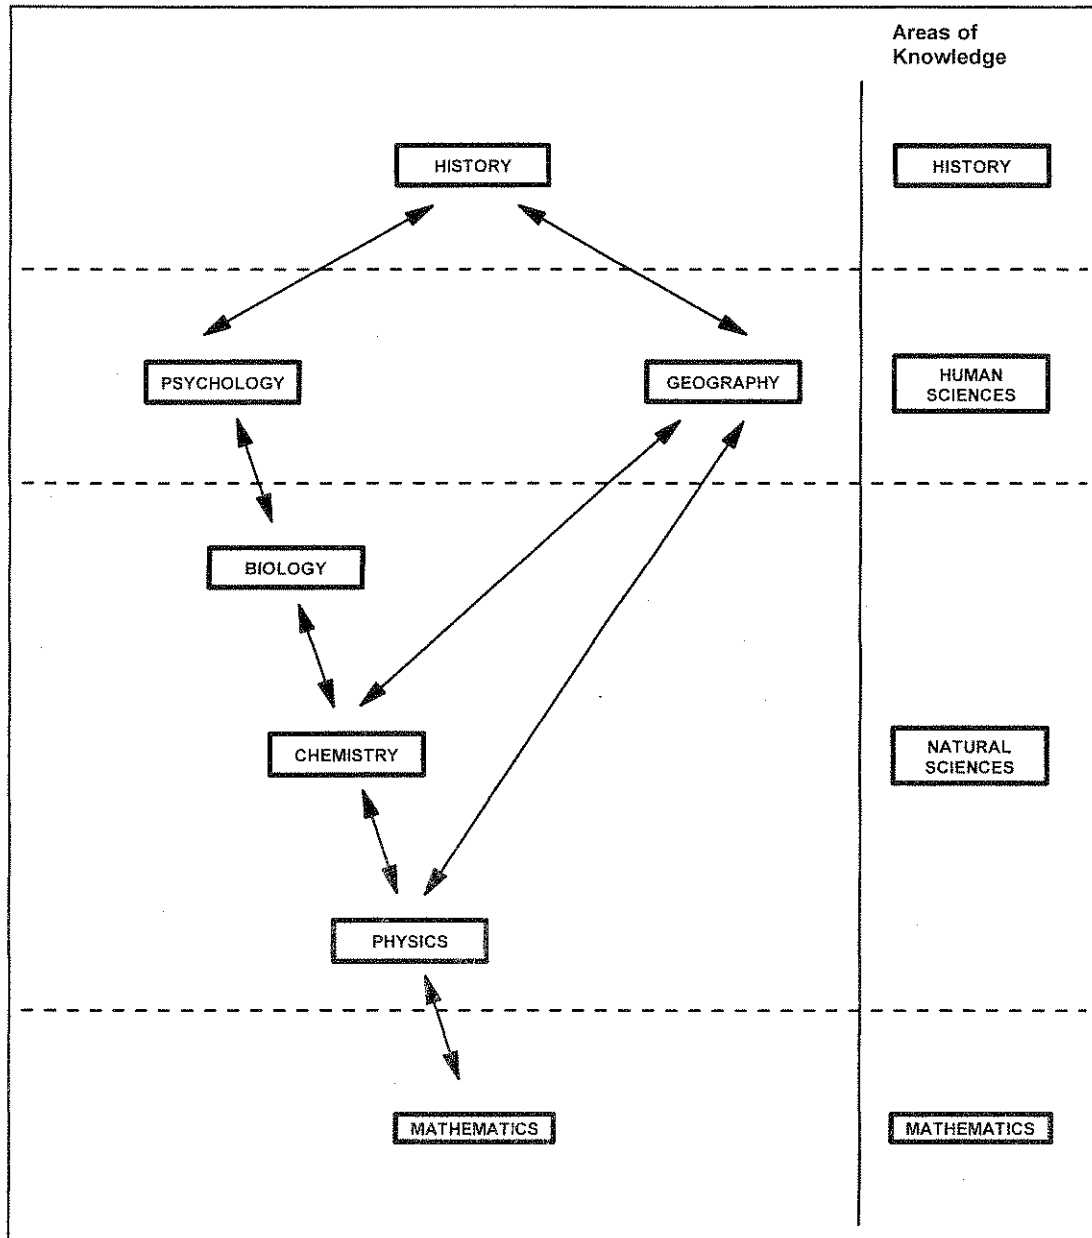 Areas of
Knowledge
HISTORY
HISTORY
PSYCHOLOGY
GEOGRAPHY
HUMAN
SCIENCES
BIOLOGY
CHEMISTRY
NATURAL
SCIENCES
PHYSICS
MATHEMATICS
MATHEMATICS